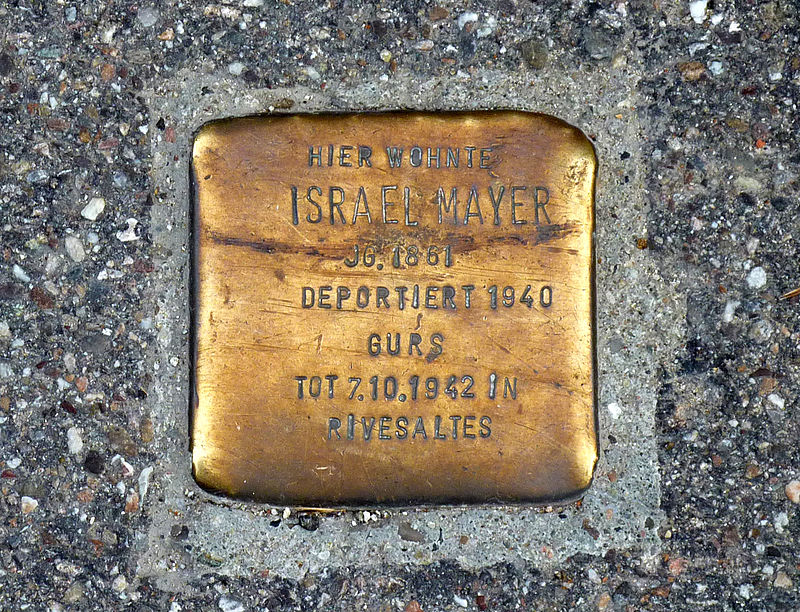 HIER WOHNTE
ISRAEL MAYER
JG. 1861
DEPORTIERT 1940
GURS
TOT 7.10.1942 IN
RIVESALTES